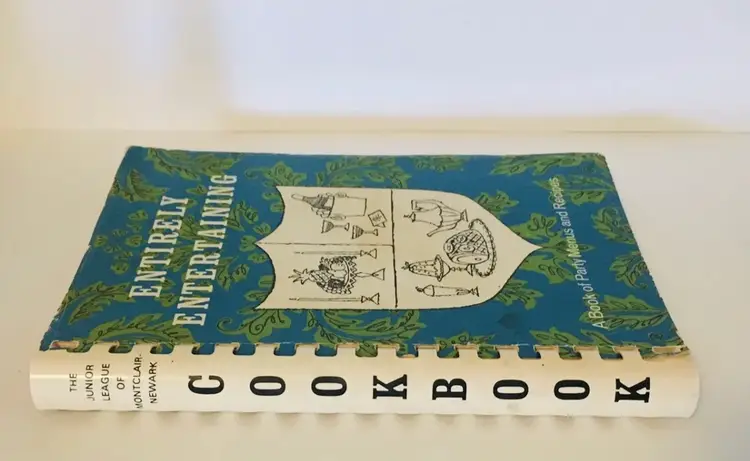 ENTIRELY
ENTERTAINING
A Book of Party Menus and Recipes
THE
JUNIOR
LEAGUE
OF
MONTCLAIR-
NEWARK
COOKBOOK